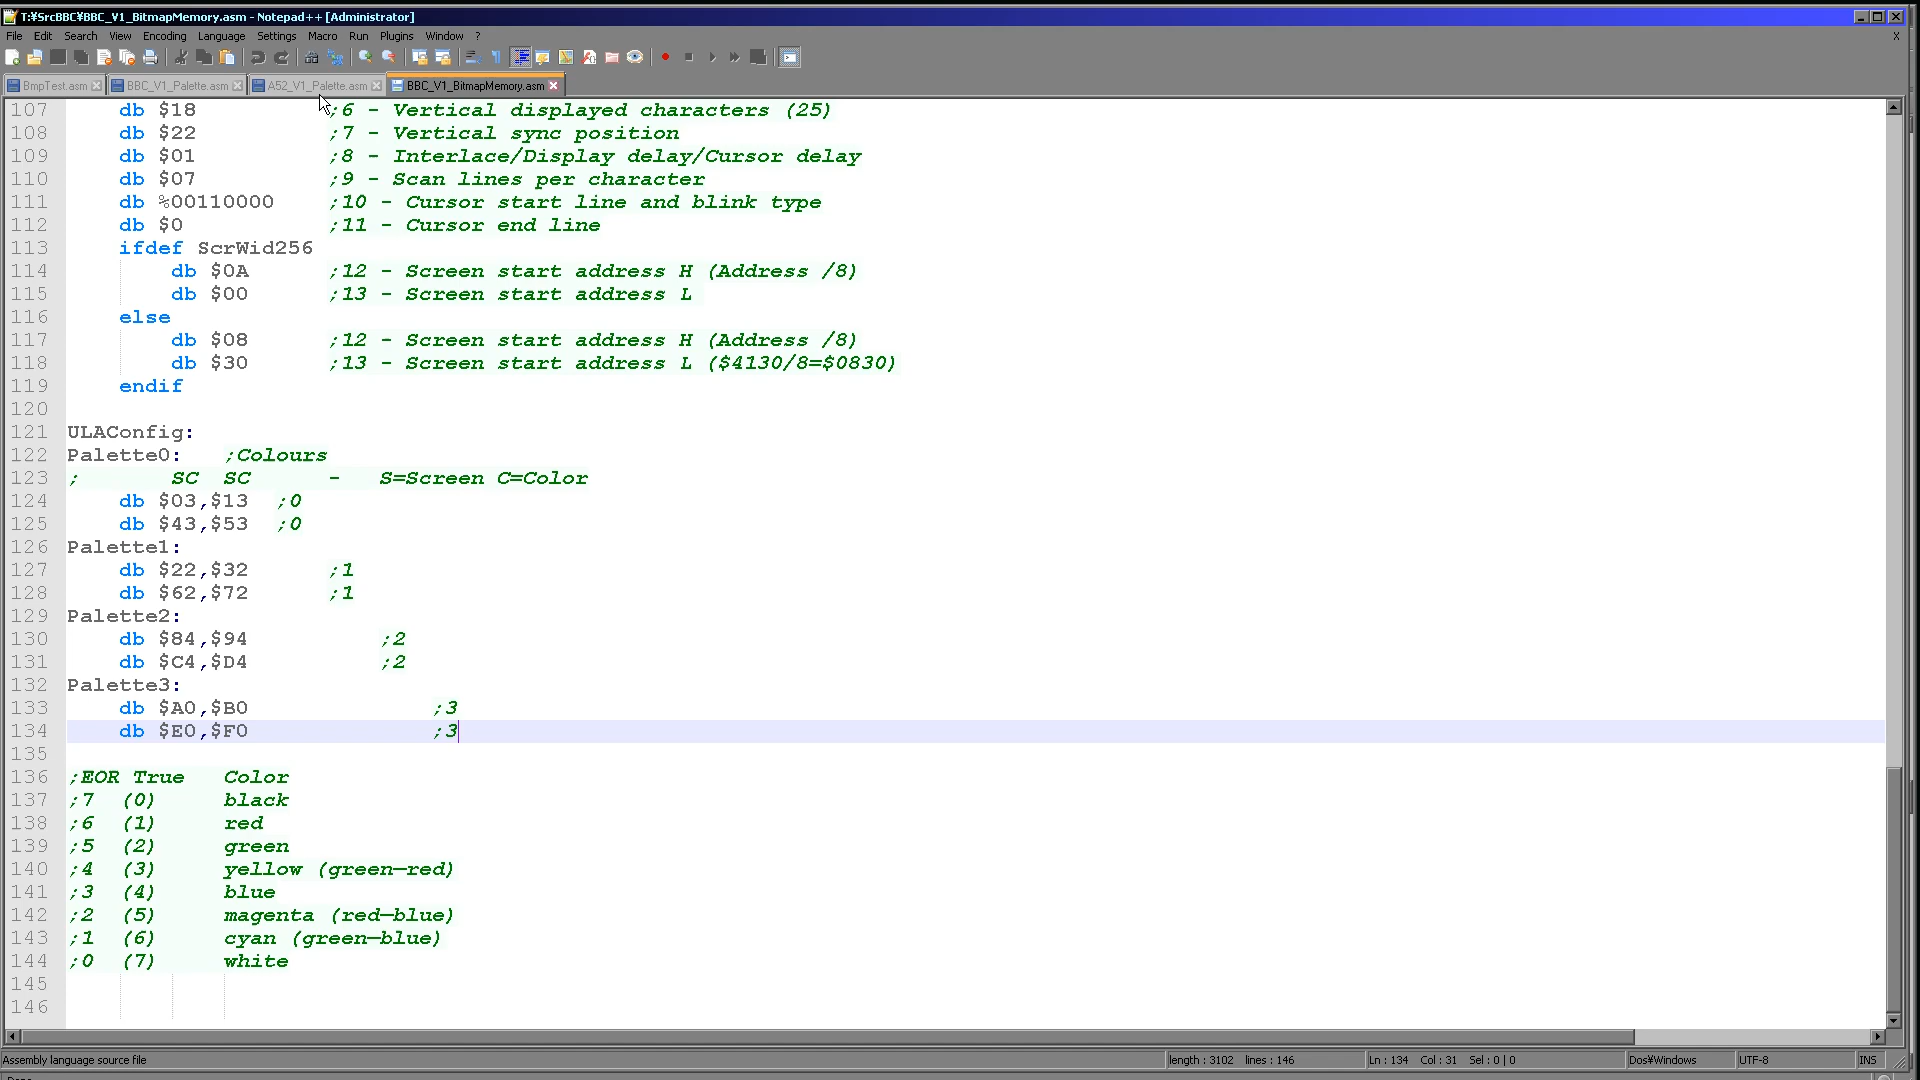 T:¥SrcBBC¥BBC_V1_BitmapMemory.asm - Notepad++ [Administrator]
File Edit Search View Encoding Language Settings Macro Run Plugins Window ? X
BmpTest.asm BBC_V1_Palette.asm A52_V1_Palette.asm BBC_V1_BitmapMemory.asm
107 db $18 ;6 - Vertical displayed characters (25)
108 db $22 ;7 - Vertical sync position
109 db $01 ;8 - Interlace/Display delay/Cursor delay
110 db $07 ;9 - Scan lines per character
111 db %00110000 ;10 - Cursor start line and blink type
112 db $0 ;11 - Cursor end line
113 ifdef ScrWid256
114 db $0A ;12 - Screen start address H (Address /8)
115 db $00 ;13 - Screen start address L
116 else
117 db $08 ;12 - Screen start address H (Address /8)
118 db $30 ;13 - Screen start address L ($4130/8=$0830)
119 endif
120
121 ULAConfig:
122 Palette0: ;Colours
123 ; SC SC - S=Screen C=Color
124 db $03,$13 ;0
125 db $43,$53 ;0
126 Palette1:
127 db $22,$32 ;1
128 db $62,$72 ;1
129 Palette2:
130 db $84,$94 ;2
131 db $C4,$D4 ;2
132 Palette3:
133 db $A0,$B0 ;3
134 db $E0,$F0 ;3
135
136 ;EOR True Color
137 ;7 (0) black
138 ;6 (1) red
139 ;5 (2) green
140 ;4 (3) yellow (green—red)
141 ;3 (4) blue
142 ;2 (5) magenta (red—blue)
143 ;1 (6) cyan (green—blue)
144 ;0 (7) white
145
146
Assembly language source file length : 3102 lines : 146 Ln : 134 Col : 31 Sel : 0 | 0 Dos¥Windows UTF-8 INS